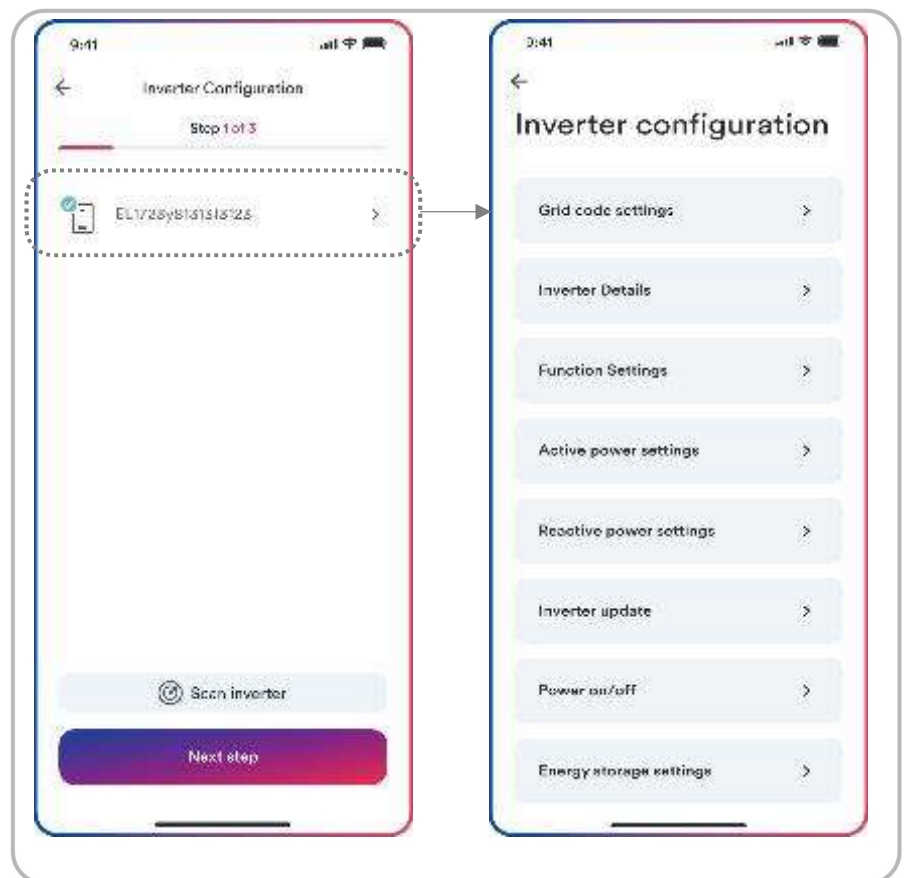 9:41
Inverter Configuration
Step 1 of 3
Scan inverter
Next step
9:41
Inverter configuration
Grid code settings
Inverter Details
Function Settings
Active power settings
Reactive power settings
Inverter update
Power on/off
Energy storage settings